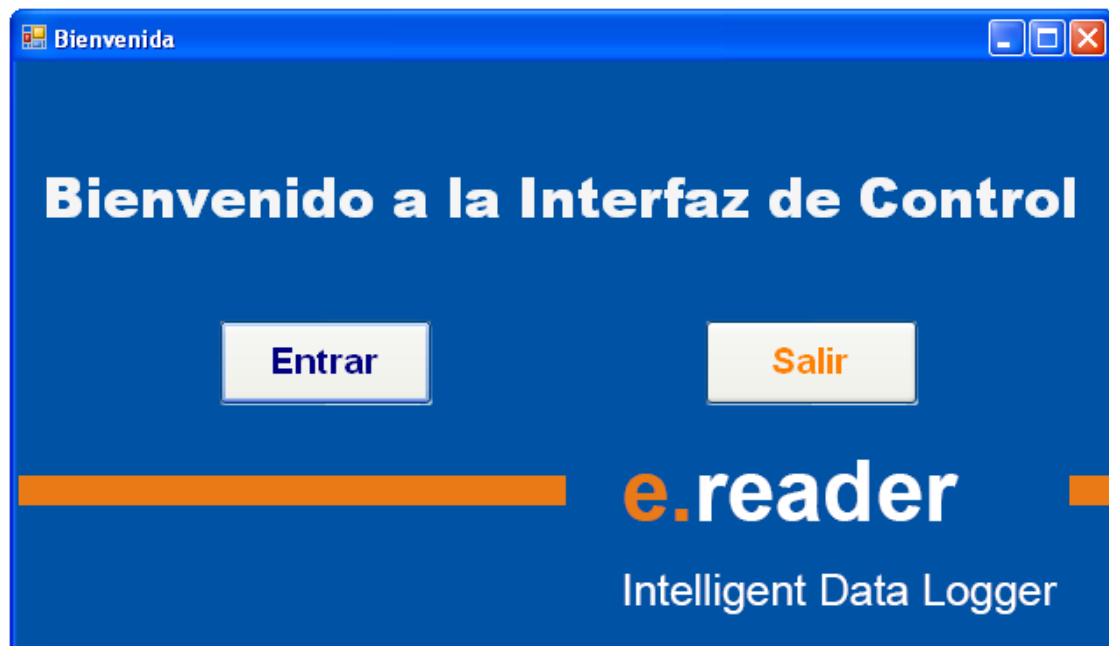 Bienvenida
Bienvenido a la Interfaz de Control
Entrar
Salir
e.reader
Intelligent Data Logger